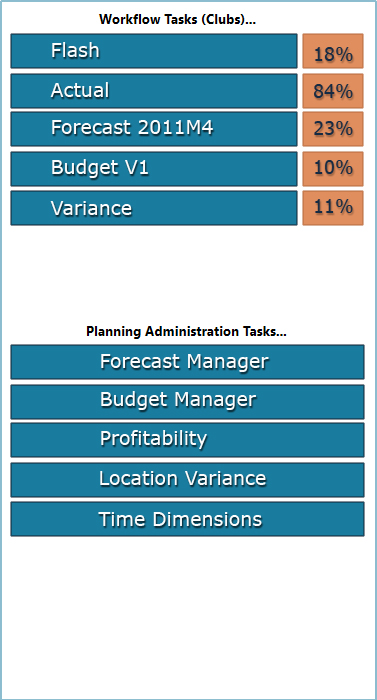 Workflow Tasks (Clubs)...
Flash 18%
Actual 84%
Forecast 2011M4 23%
Budget V1 10%
Variance 11%
Planning Administration Tasks...
Forecast Manager
Budget Manager
Profitability
Location Variance
Time Dimensions